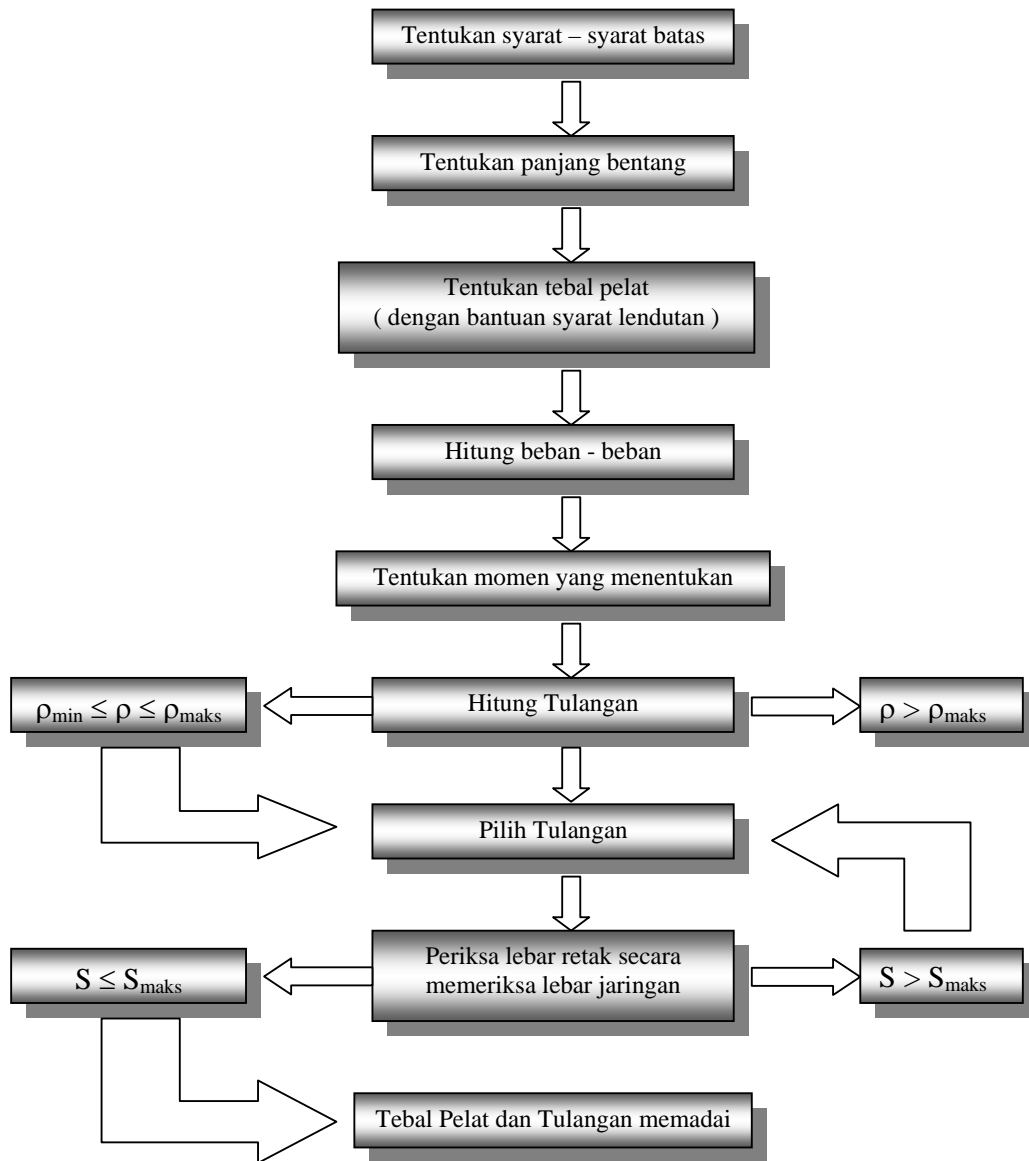 Tentukan syarat – syarat batas
Tentukan panjang bentang
Tentukan tebal pelat
( dengan bantuan syarat lendutan )
Hitung beban - beban
Tentukan momen yang menentukan
ρmin ≤ ρ ≤ ρmaks
Hitung Tulangan
ρ > ρmaks
Pilih Tulangan
S ≤ Smaks
Periksa lebar retak secara
memeriksa lebar jaringan
S > Smaks
Tebal Pelat dan Tulangan memadai